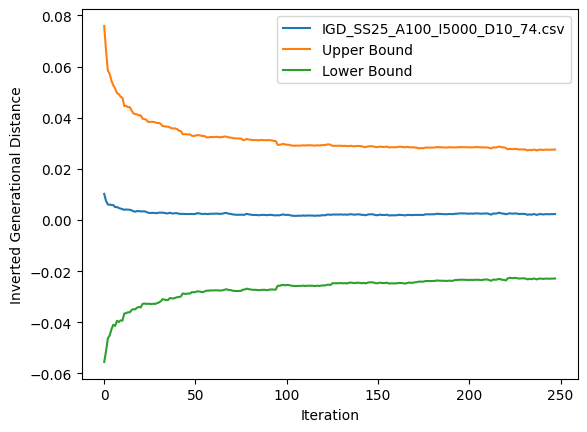 0.08
0.06
0.04
0.02
0.00
−0.02
−0.04
−0.06
Inverted Generational Distance
IGD_SS25_A100_I5000_D10_74.csv
Upper Bound
Lower Bound
0
50
100
150
200
250
Iteration